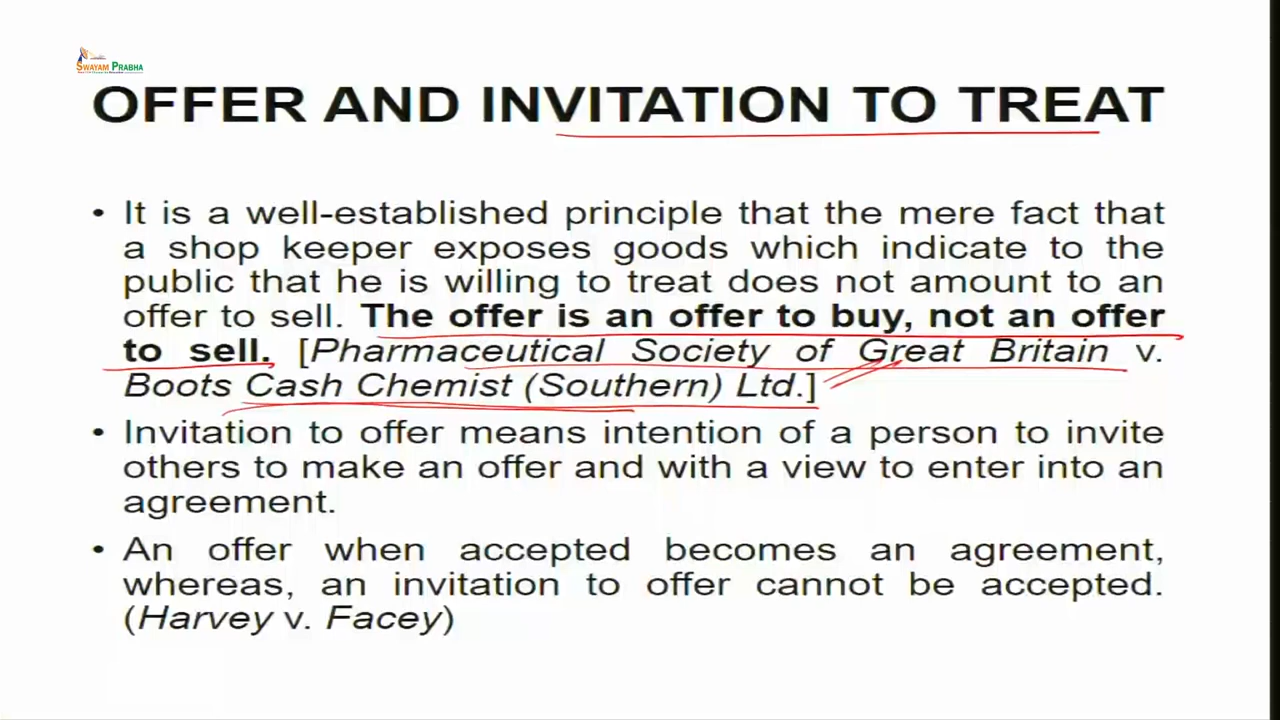 SWAYAM PRABHA
OFFER AND INVITATION TO TREAT
• It is a well-established principle that the mere fact that
a shop keeper exposes goods which indicate to the
public that he is willing to treat does not amount to an
offer to sell. The offer is an offer to buy, not an offer
to sell. [Pharmaceutical Society of Great Britain v.
Boots Cash Chemist (Southern) Ltd.]
• Invitation to offer means intention of a person to invite
others to make an offer and with a view to enter into an
agreement.
• An offer when accepted becomes an agreement,
whereas, an invitation to offer cannot be accepted.
(Harvey v. Facey)